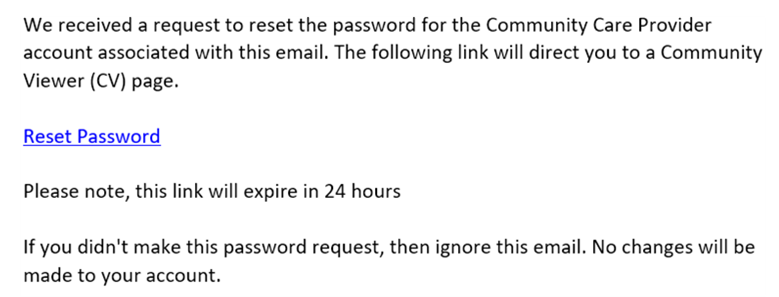 We received a request to reset the password for the Community Care Provider
account associated with this email. The following link will direct you to a Community
Viewer (CV) page.
Reset Password
Please note, this link will expire in 24 hours
If you didn't make this password request, then ignore this email. No changes will be
made to your account.